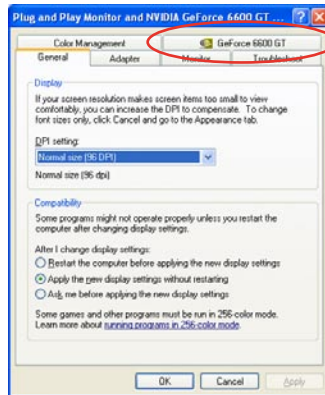 Plug and Play Monitor and NVIDIA GeForce 6600 GT ...
Color Management
GeForce 6600 GT
General
Adapter
Monitor
Troubleshoot
Display
If your screen resolution makes screen items too small to view
comfortably, you can increase the DPI to compensate. To change
font sizes only, click Cancel and go to the Appearance tab.
DPI setting:
Normal size (96 DPI)
Normal size (96 dpi)
Compatibility
Some programs might not operate properly unless you restart the
computer after changing display settings.
After I change display settings:
Restart the computer before applying the new display settings
Apply the new display settings without restarting
Ask me before applying the new display settings
Some games and other programs must be run in 256-color mode.
Learn more about running programs in 256-color mode.
OK
Cancel
Apply